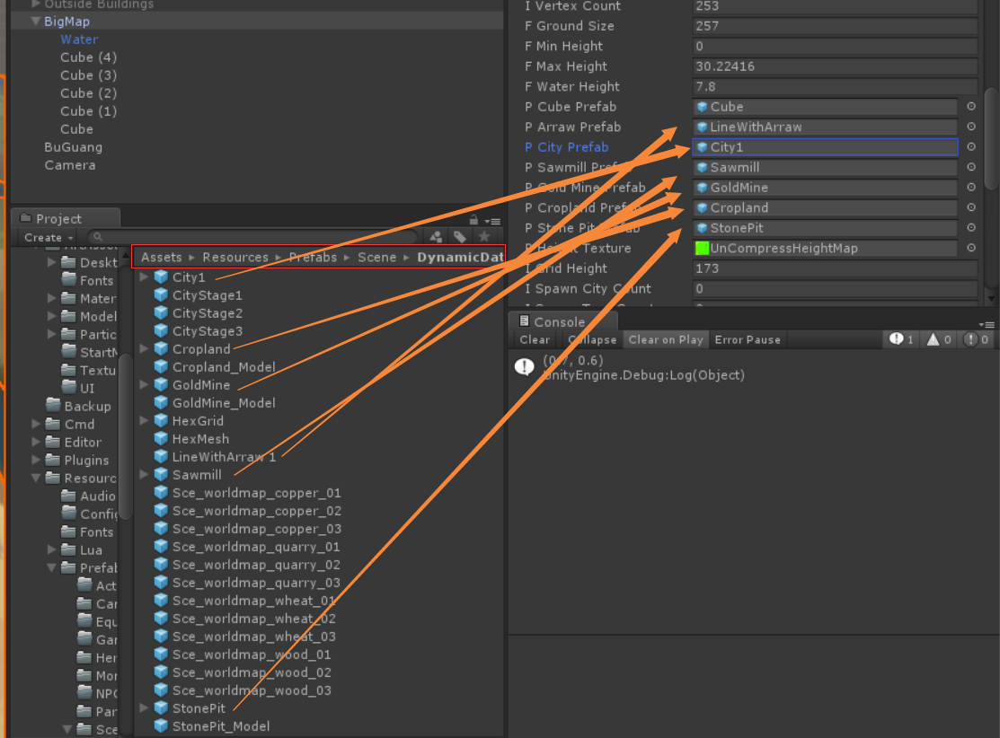 Outside Buildings
BigMap
Water
Cube (4)
Cube (3)
Cube (2)
Cube (1)
Cube
BuGuang
Camera
I Vertex Count 253
F Ground Size 257
F Min Height 0
F Max Height 30.22416
F Water Height 7.8
P Cube Prefab Cube
P Arraw Prefab LineWithArraw
P City Prefab City1
P Sawmill Prefab Sawmill
P Gold Mine Prefab GoldMine
P Cropland Prefab Cropland
P Stone Pit Prefab StonePit
P Height Texture UnCompressHeightMap
I Grid Height 173
I Spawn City Count 0
Project
Create
Deskt
Fonts
Mater
Model
Partic
StartM
Textu
UI
Backup
Cmd
Editor
Plugins
Resourc
Audio
Config
Fonts
Lua
Prefab
Act
Car
Equ
Gar
Her
Mor
NPC
Par
Sce
Assets Resources Prefabs Scene DynamicDat
City1
CityStage1
CityStage2
CityStage3
Cropland
Cropland_Model
GoldMine
GoldMine_Model
HexGrid
HexMesh
LineWithArraw 1
Sawmill
Sce_worldmap_copper_01
Sce_worldmap_copper_02
Sce_worldmap_copper_03
Sce_worldmap_quarry_01
Sce_worldmap_quarry_02
Sce_worldmap_quarry_03
Sce_worldmap_wheat_01
Sce_worldmap_wheat_02
Sce_worldmap_wheat_03
Sce_worldmap_wood_01
Sce_worldmap_wood_02
Sce_worldmap_wood_03
StonePit
StonePit_Model
Console
Clear Collapse Clear on Play Error Pause 1 0 0
UnityEngine.Debug:Log(Object)